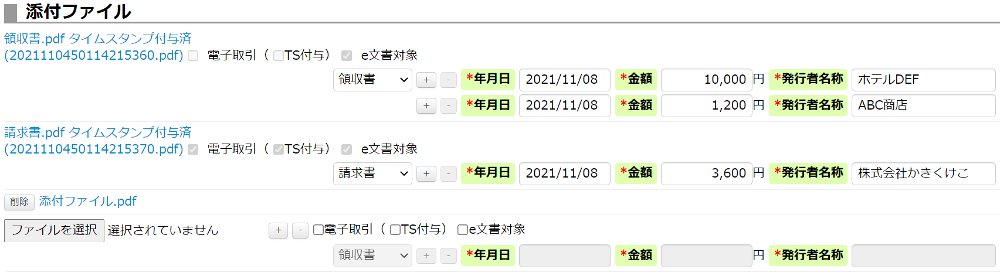 添付ファイル
領収書.pdf タイムスタンプ付与済
(2021110450114215360.pdf) 電子取引（ TS付与） e文書対象
領収書 + - *年月日 2021/11/08 *金額 10,000 円 *発行者名称 ホテルDEF
+ - *年月日 2021/11/08 *金額 1,200 円 *発行者名称 ABC商店
請求書.pdf タイムスタンプ付与済
(2021110450114215370.pdf) 電子取引（ TS付与） e文書対象
請求書 + - *年月日 2021/11/08 *金額 3,600 円 *発行者名称 株式会社かきくけこ
削除 添付ファイル.pdf
ファイルを選択 選択されていません + - 電子取引（ TS付与） e文書対象
領収書 + - *年月日 *金額 円 *発行者名称